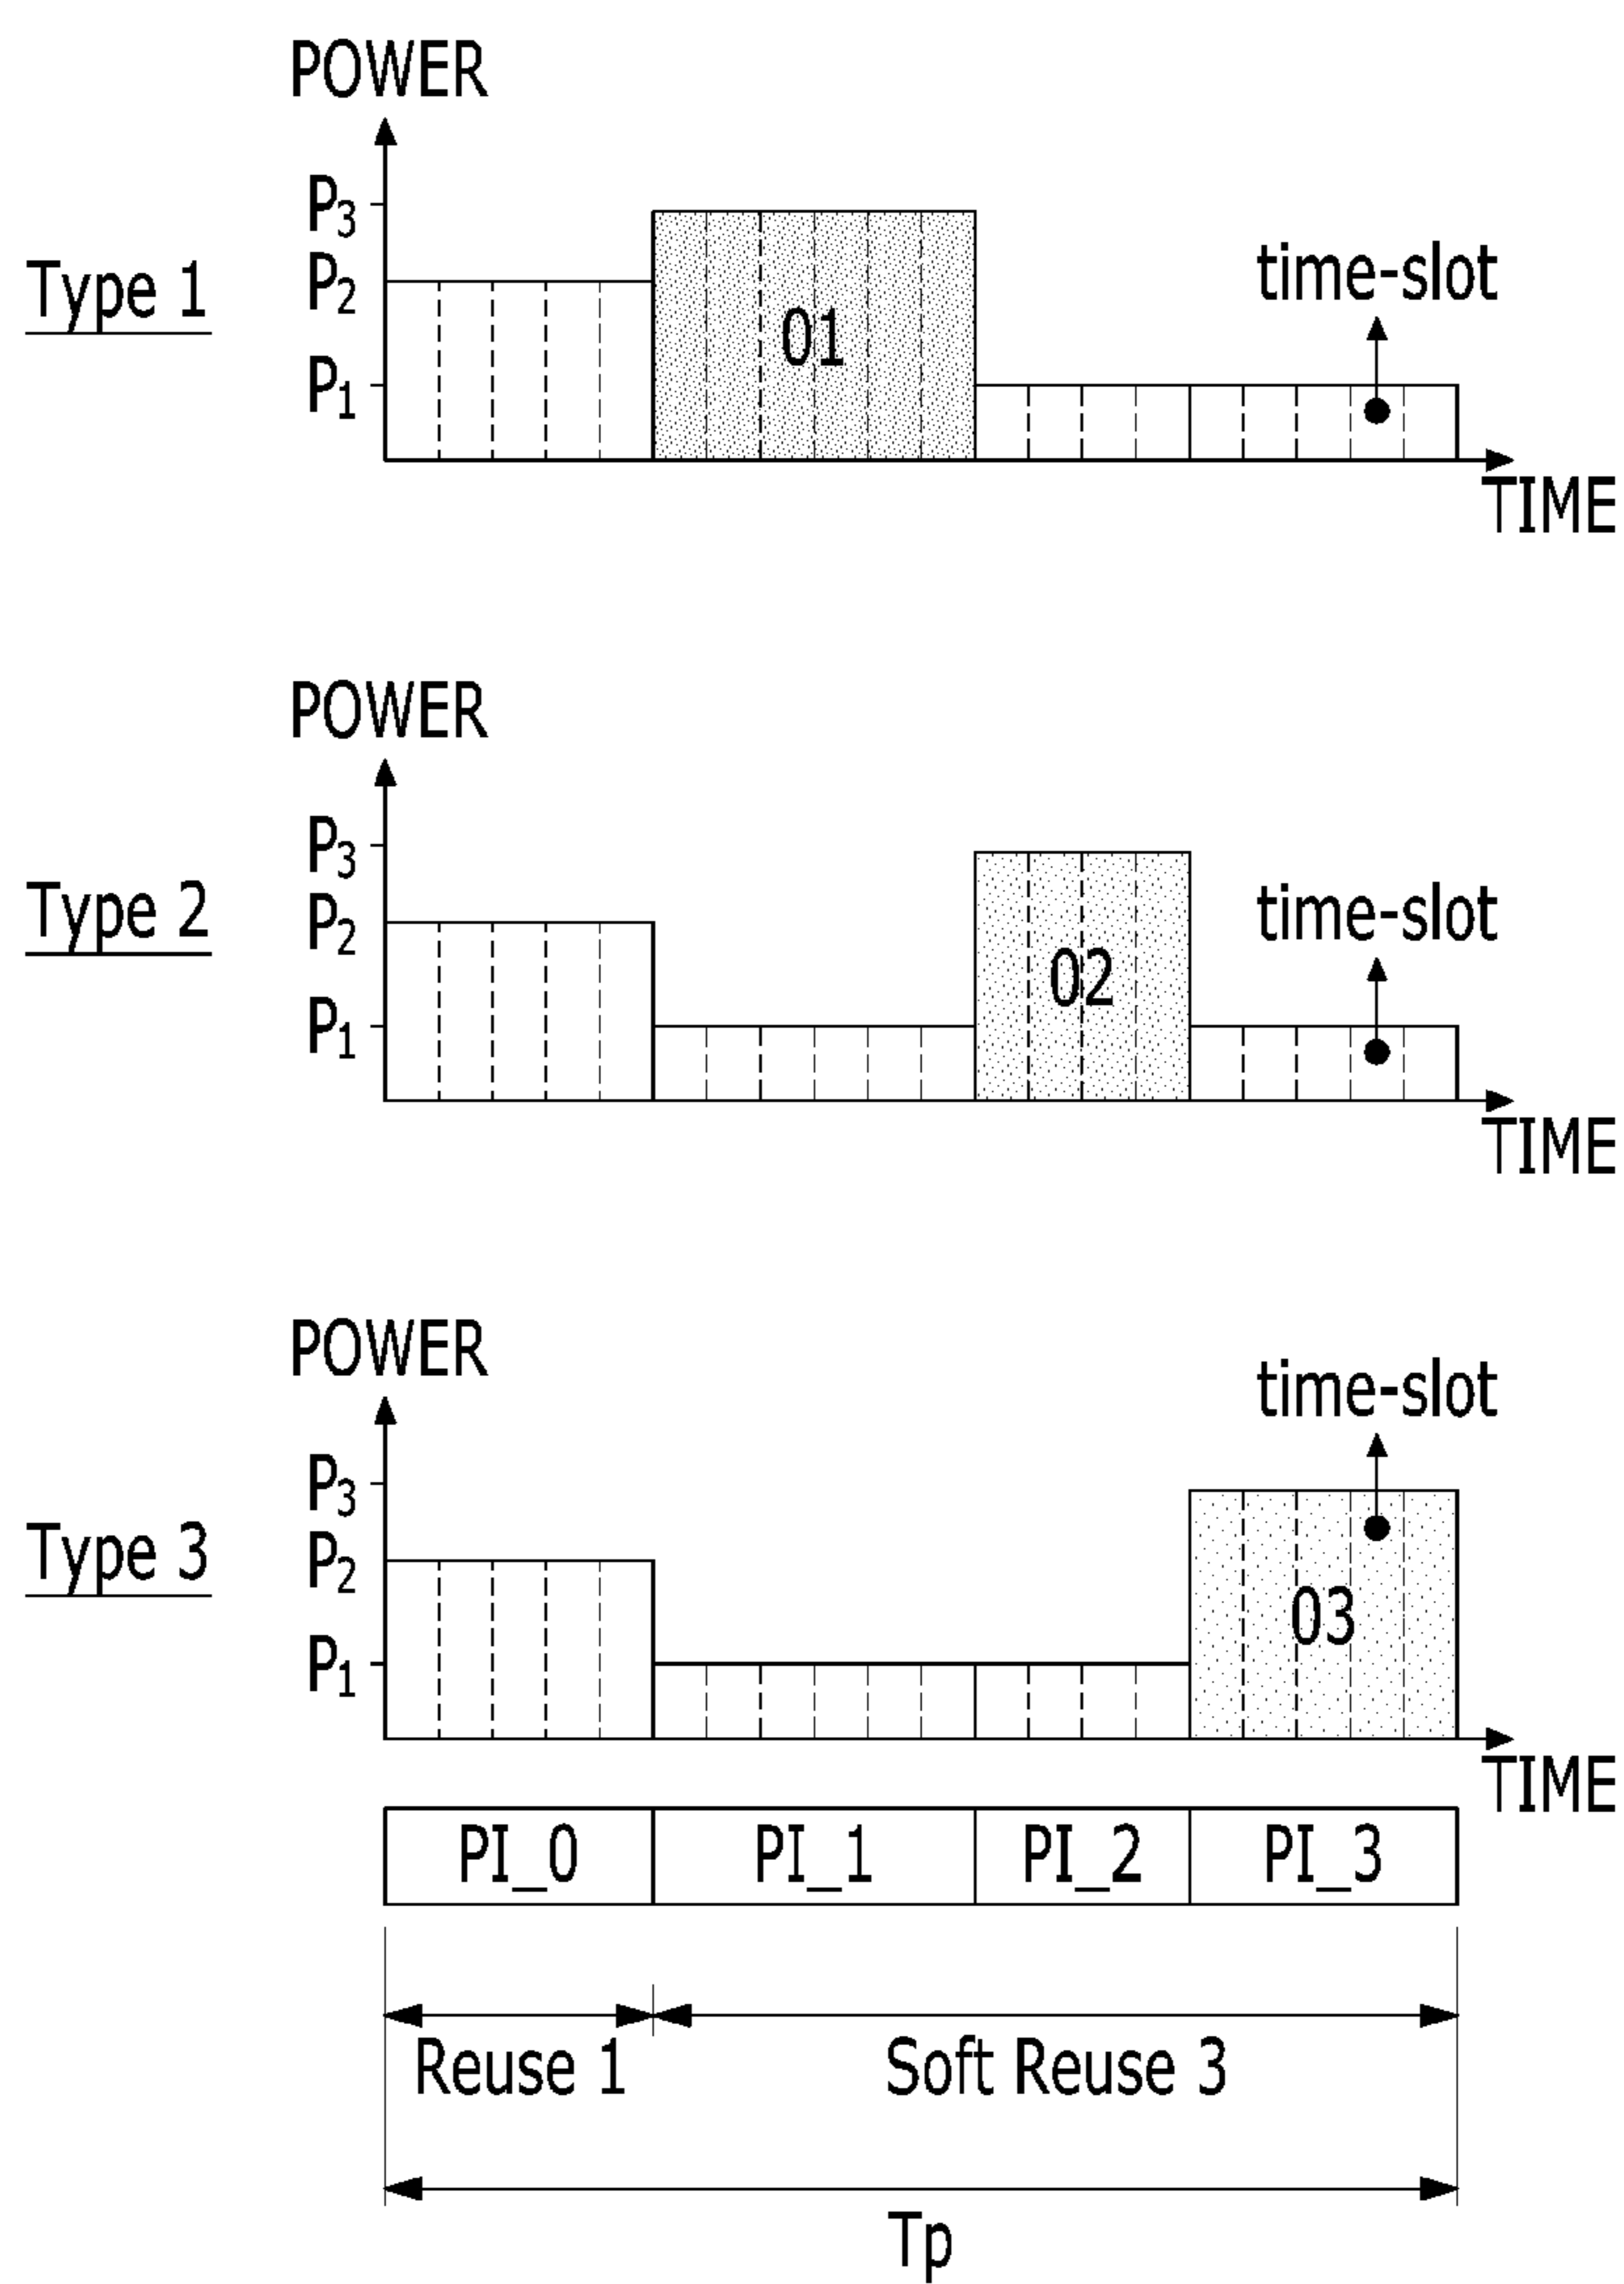 POWER
P3
P2
P1
Type 1
01
time-slot
TIME
POWER
P3
P2
P1
Type 2
02
time-slot
TIME
POWER
P3
P2
P1
Type 3
03
time-slot
TIME
PI_0 PI_1 PI_2 PI_3
Reuse 1 Soft Reuse 3
Tp